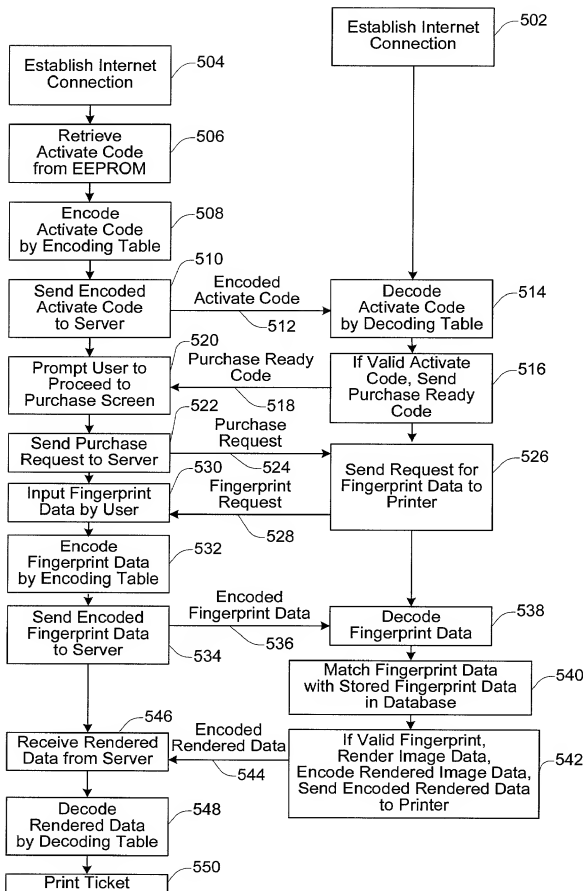 Establish Internet
Connection
502
Establish Internet
Connection
504
Retrieve
Activate Code
from EEPROM
506
Encode
Activate Code
by Encoding Table
508
Send Encoded
Activate Code
to Server
510
Encoded
Activate Code
512
Decode
Activate Code
by Decoding Table
514
Prompt User to
Proceed to
Purchase Screen
520
Purchase Ready
Code
518
If Valid Activate
Code, Send
Purchase Ready
Code
516
Send Purchase
Request to Server
522
Purchase
Request
524
Send Request for
Fingerprint Data to
Printer
526
Input Fingerprint
Data by User
530
Fingerprint
Request
528
Encode
Fingerprint Data
by Encoding Table
532
Send Encoded
Fingerprint Data
to Server
534
Encoded
Fingerprint Data
536
Decode
Fingerprint Data
538
Match Fingerprint Data
with Stored Fingerprint Data
in Database
540
Receive Rendered
Data from Server
546
Encoded
Rendered Data
544
If Valid Fingerprint,
Render Image Data,
Encode Rendered Image Data,
Send Encoded Rendered Data
to Printer
542
Decode
Rendered Data
by Decoding Table
548
Print Ticket
550